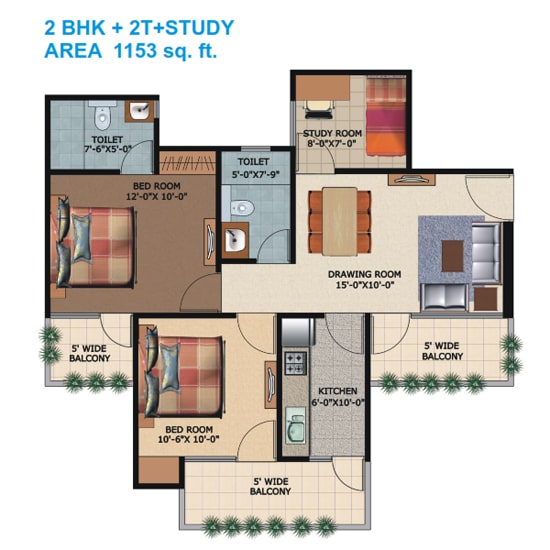 2 BHK + 2T+STUDY
AREA 1153 sq. ft.
TOILET
7'-6"X5'-0"
STUDY ROOM
8'-0"X7'-0"
TOILET
5'-0"X7'-9"
BED ROOM
12'-0"X 10'-0"
DRAWING ROOM
15'-0"X10'-0"
5' WIDE
BALCONY
5' WIDE
BALCONY
KITCHEN
6'-0"X10'-0"
BED ROOM
10'-6"X 10'-0"
5' WIDE
BALCONY